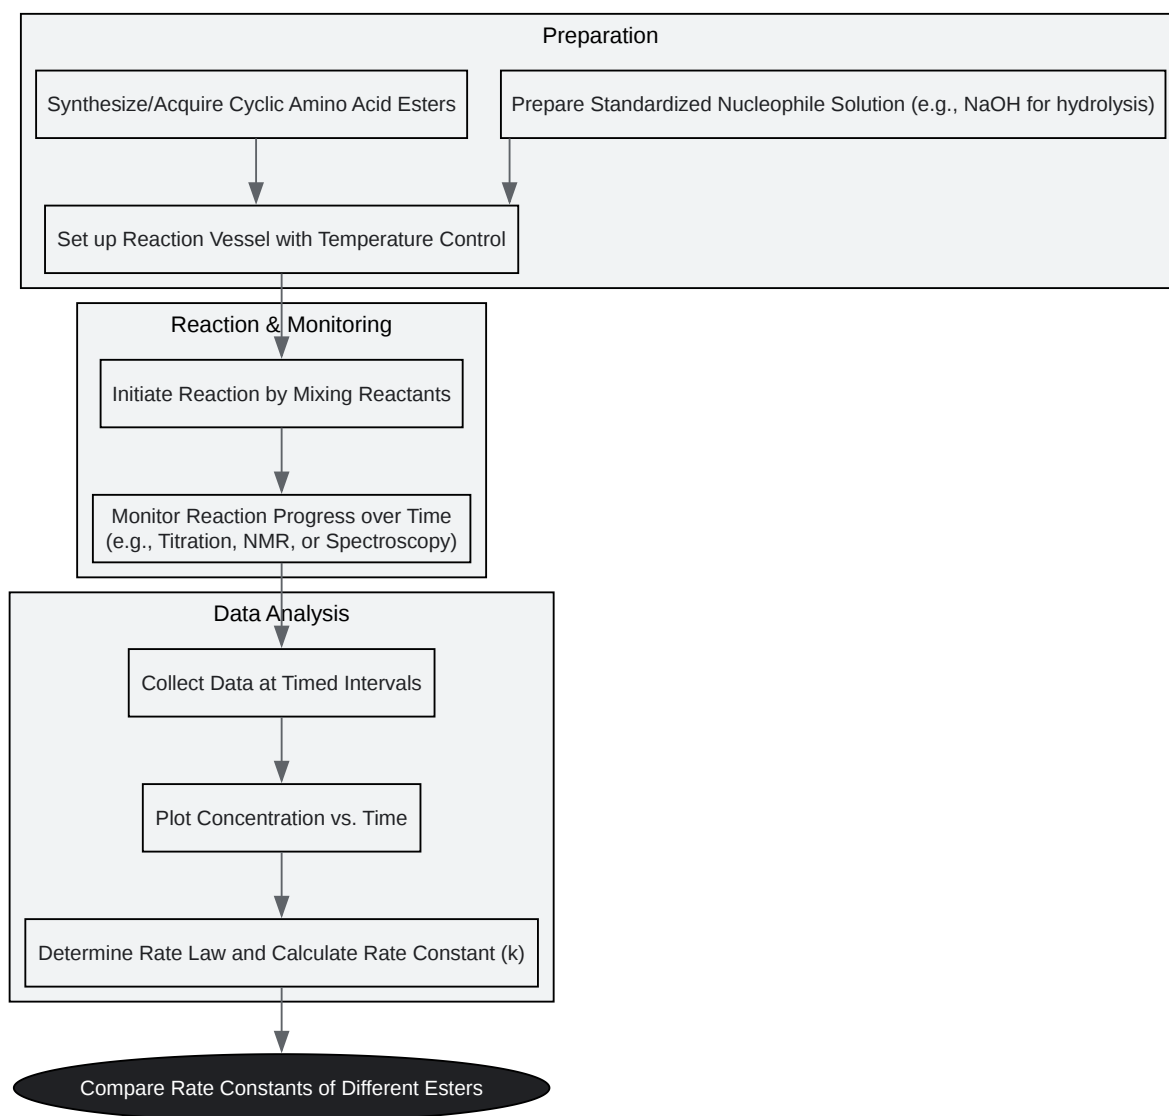 Preparation
Synthesize/Acquire Cyclic Amino Acid Esters
Prepare Standardized Nucleophile Solution (e.g., NaOH for hydrolysis)
Set up Reaction Vessel with Temperature Control
Reaction & Monitoring
Initiate Reaction by Mixing Reactants
Monitor Reaction Progress over Time
(e.g., Titration, NMR, or Spectroscopy)
Data Analysis
Collect Data at Timed Intervals
Plot Concentration vs. Time
Determine Rate Law and Calculate Rate Constant (k)
Compare Rate Constants of Different Esters